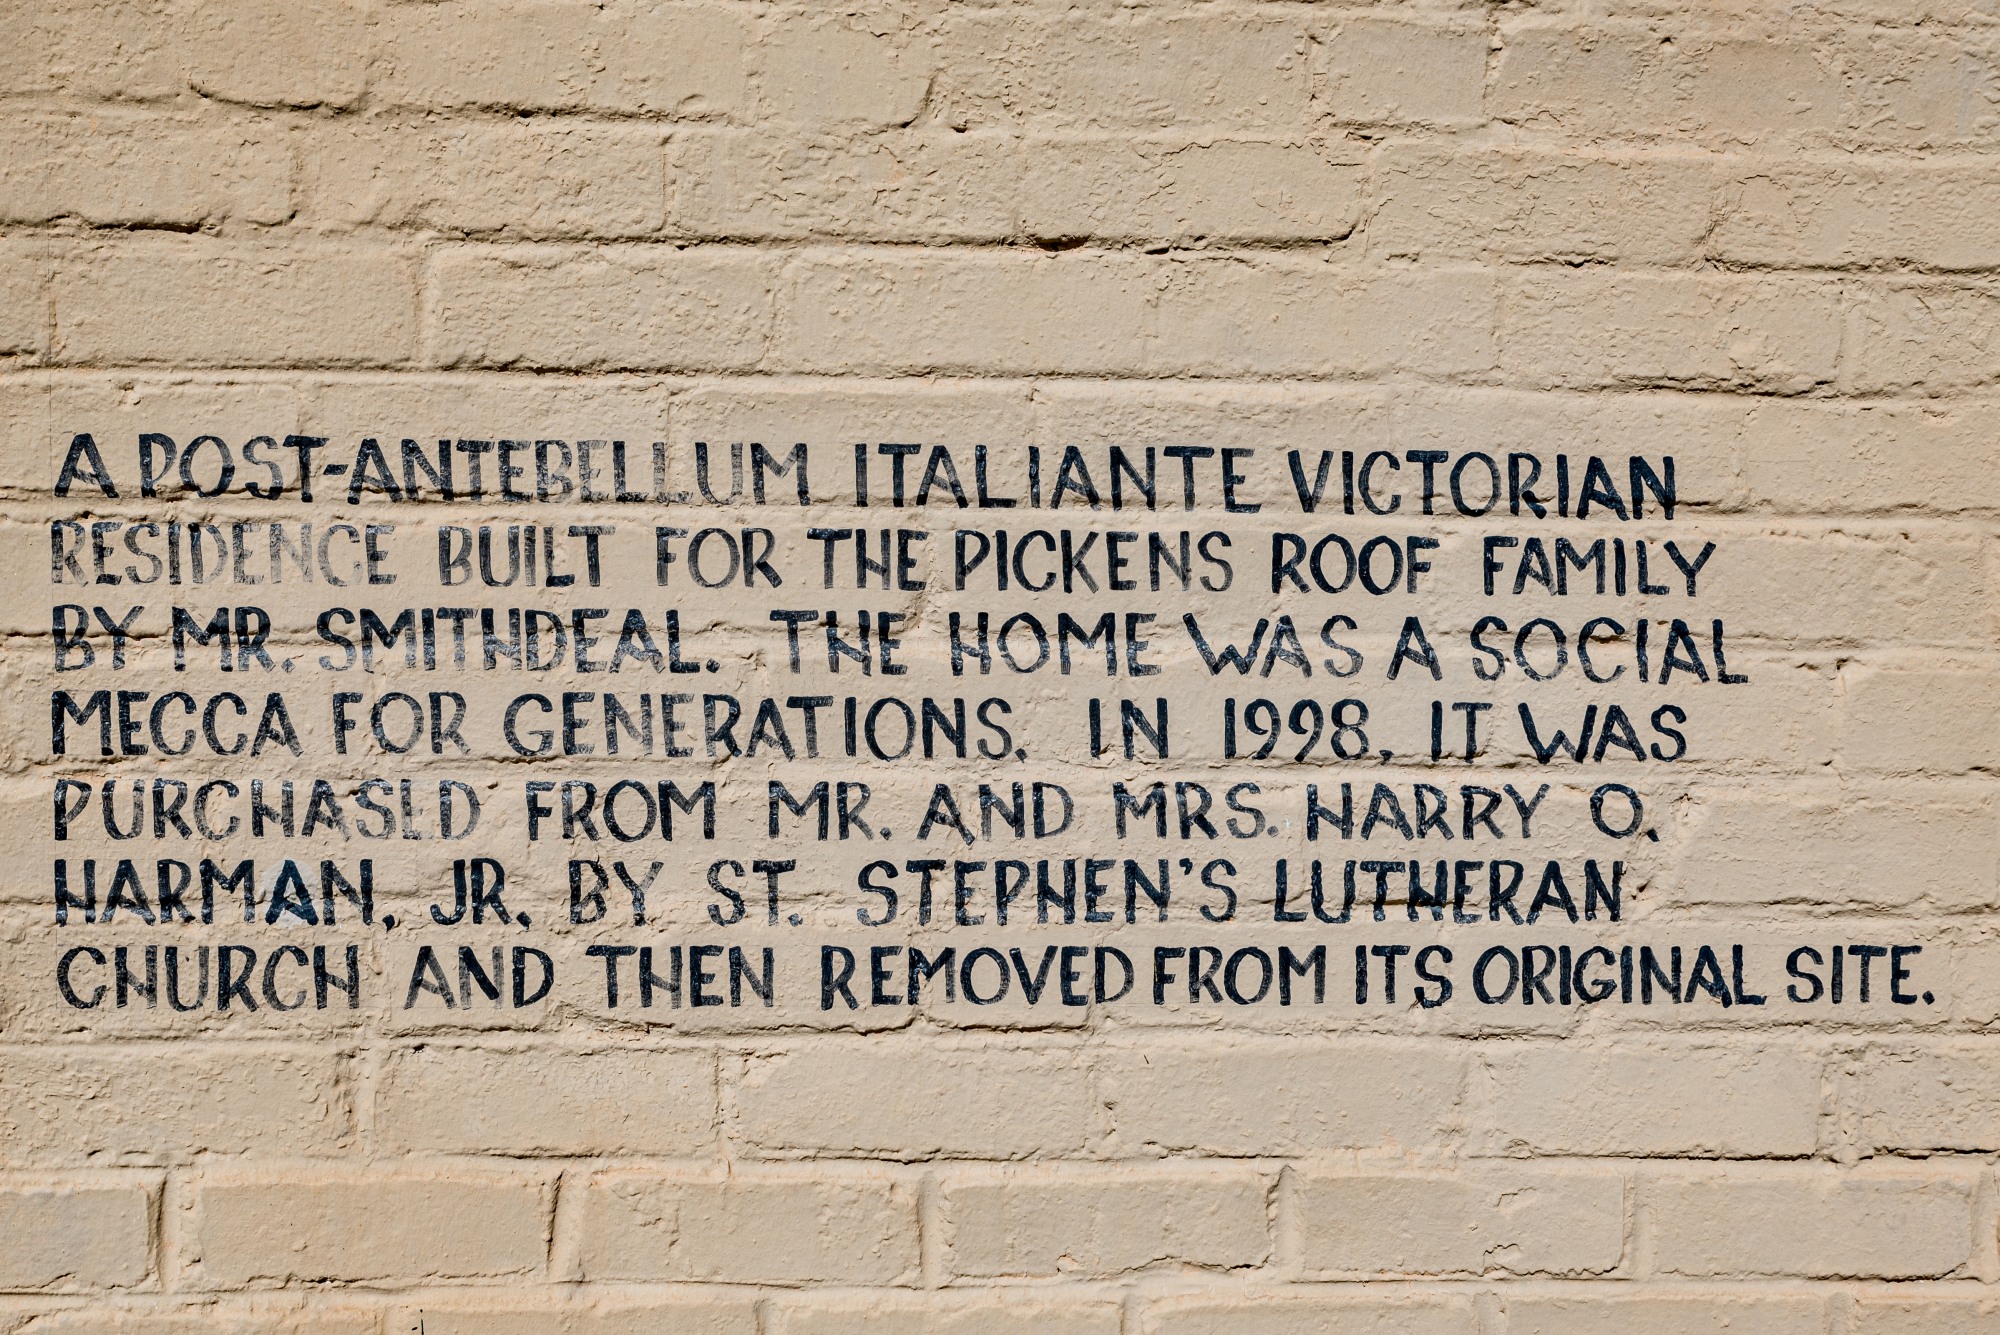 A POST-ANTEBELLUM ITALIANTE VICTORIAN
RESIDENCE BUILT FOR THE PICKENS ROOF FAMILY
BY MR. SMITHDEAL. THE HOME WAS A SOCIAL
MECCA FOR GENERATIONS. IN 1998, IT WAS
PURCHASED FROM MR. AND MRS. HARRY O.
HARMAN, JR. BY ST. STEPHEN'S LUTHERAN
CHURCH AND THEN REMOVED FROM ITS ORIGINAL SITE.